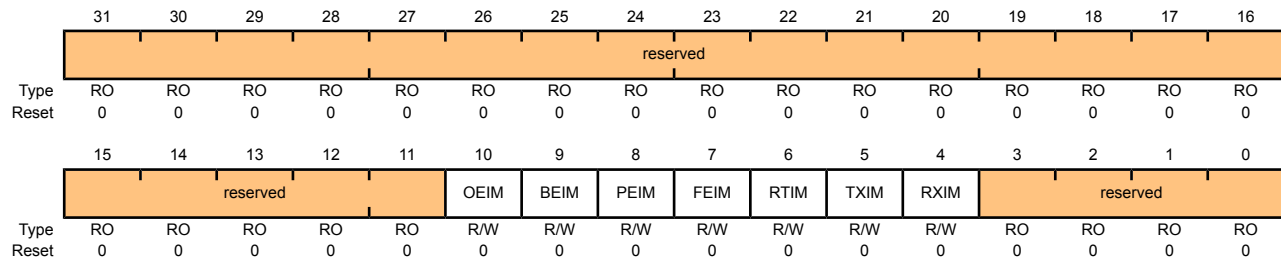 31 30 29 28 27 26 25 24 23 22 21 20 19 18 17 16
reserved
Type RO RO RO RO RO RO RO RO RO RO RO RO RO RO RO RO
Reset 0 0 0 0 0 0 0 0 0 0 0 0 0 0 0 0
15 14 13 12 11 10 9 8 7 6 5 4 3 2 1 0
reserved OEIM BEIM PEIM FEIM RTIM TXIM RXIM reserved
Type RO RO RO RO RO R/W R/W R/W R/W R/W R/W R/W RO RO RO RO
Reset 0 0 0 0 0 0 0 0 0 0 0 0 0 0 0 0